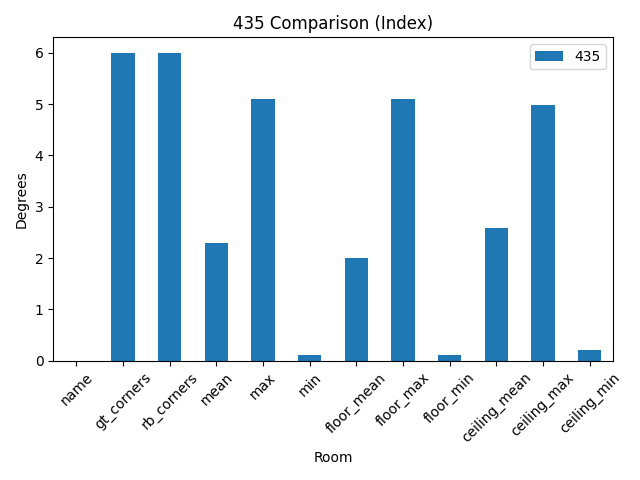 435 Comparison (Index)
435
Degrees
6
5
4
3
2
1
0
name
gt_corners
rb_corners
mean
max
min
floor_mean
floor_max
floor_min
ceiling_mean
ceiling_max
ceiling_min
Room